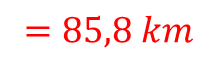 = 85,8 km